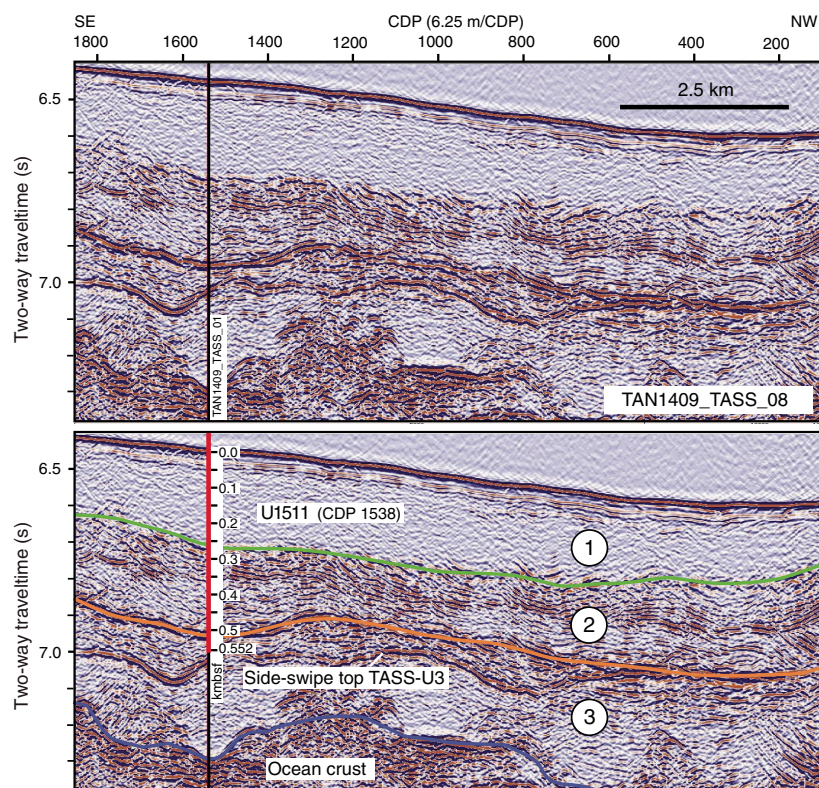 SE CDP (6.25 m/CDP) NW
1800 1600 1400 1200 1000 800 600 400 200
2.5 km
6.5
7.0
Two-way traveltime (s)
TAN1409_TASS_01
TAN1409_TASS_08
6.5
7.0
Two-way traveltime (s)
0.0
0.1
U1511 (CDP 1538)
0.2
0.3
0.4
0.5
0.552
kmbsf
1
2
3
Side-swipe top TASS-U3
Ocean crust